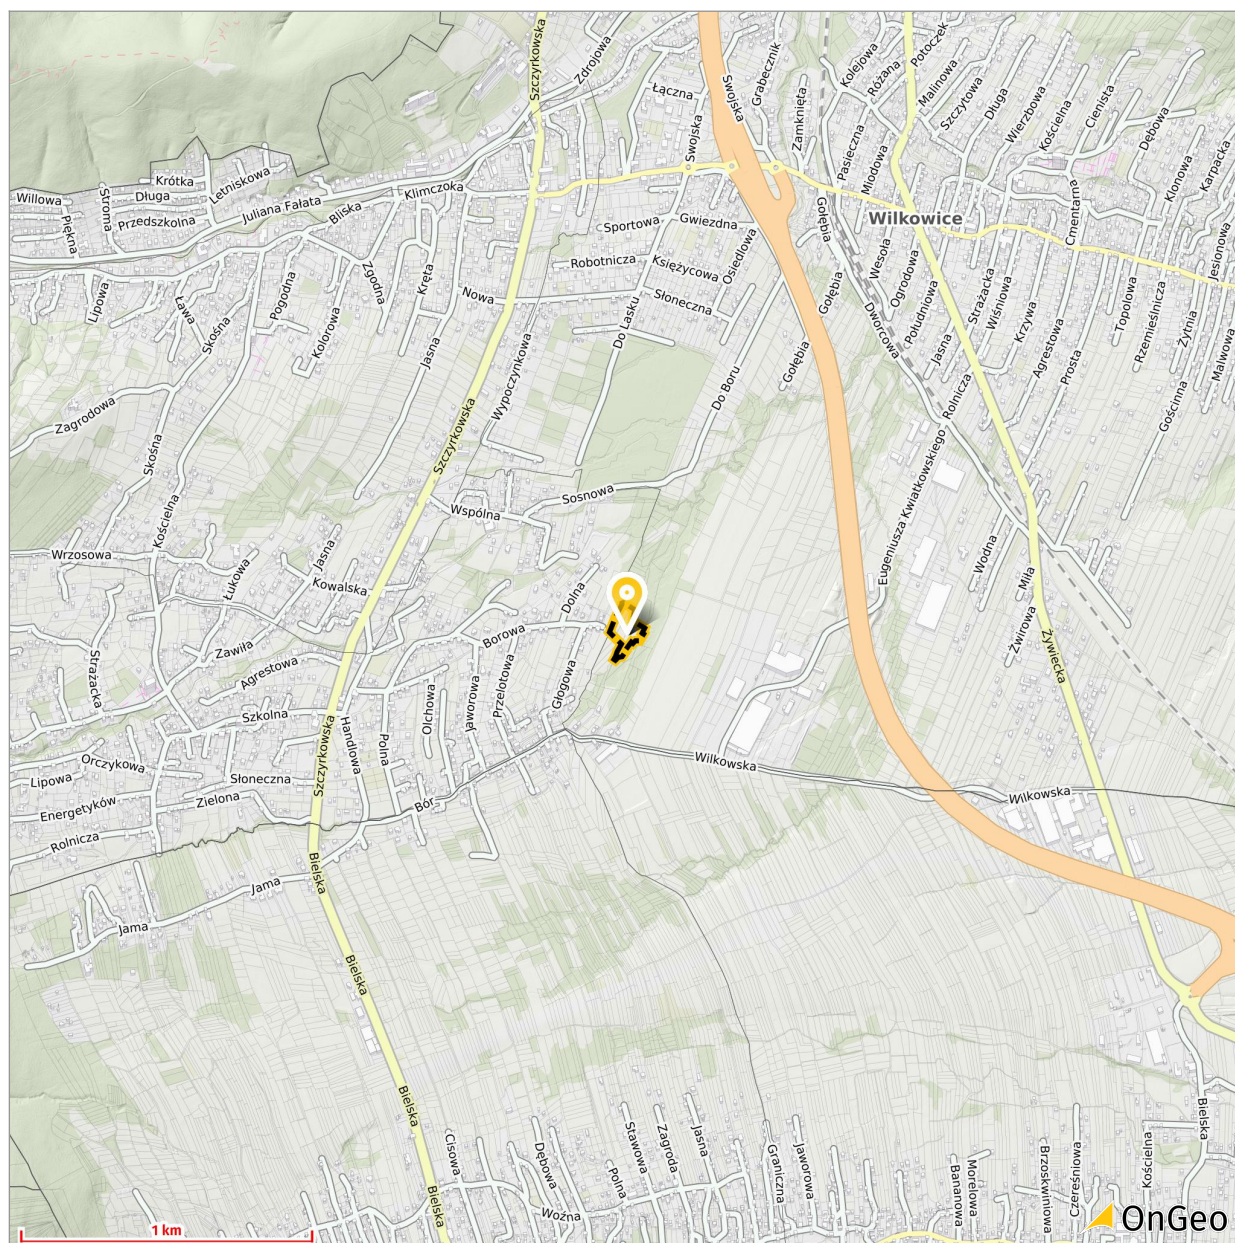 Szczyrkowska
Zdrojowa
Łączna
Swojska
Swojska
Grabecznik
Zamknięta
Kolejowa
Różana
Potoczek
Malinowa
Szczytowa
Długa
Wierzbowa
Kościelna
Cienista
Dębowa
Klonowa
Karpacka
Pasieczna
Miodowa
Krótka
Długa
Letniskowa
Willowa
Stroma
Piękna
Przedszkolna
Juliana Fałata
Bliska
Klimczoka
Sportowa
Gwiezdna
Osiedlowa
Gołębia
Wilkowice
Cmentarna
Robotnicza
Księżycowa
Słoneczna
Nowa
Wesoła
Ogrodowa
Południowa
Strażacka
Wiśniowa
Jesionowa
Lipowa
Ława
Skośna
Pogodna
Kolorowa
Zgodna
Kręta
Jasna
Wypoczynkowa
Do Lasku
Gołębia
Gołębia
Dworcowa
Jasna
Krzywa
Agrestowa
Prosta
Topolowa
Rzemieślnicza
Żytnia
Malwowa
Do Boru
Rolnicza
Gościnna
Zagrodowa
Skośna
Kościelna
Szczyrkowska
Sosnowa
Wspólna
Eugeniusza Kwiatkowskiego
Wrzosowa
Łukowa
Jasna
Kowalska
Dolna
Wodna
Miła
Żwirowa
Żywiecka
Borowa
Zawiła
Agrestowa
Strażacka
Głogowa
Przelotowa
Jaworowa
Olchowa
Szkolna
Handlowa
Polna
Szczyrkowska
Orczykowa
Lipowa
Słoneczna
Energetyków
Zielona
Rolnicza
Bór
Wilkowska
Wilkowska
Jama
Jama
Bielska
Bielska
Bielska
Bielska
Bielska
Cisowa
Dębowa
Woźna
Polna
Stawowa
Zagroda
Jasna
Graniczna
Jaworowa
Bananowa
Morelowa
Brzoskwiniowa
Czereśniowa
Kościelna
1 km
OnGeo